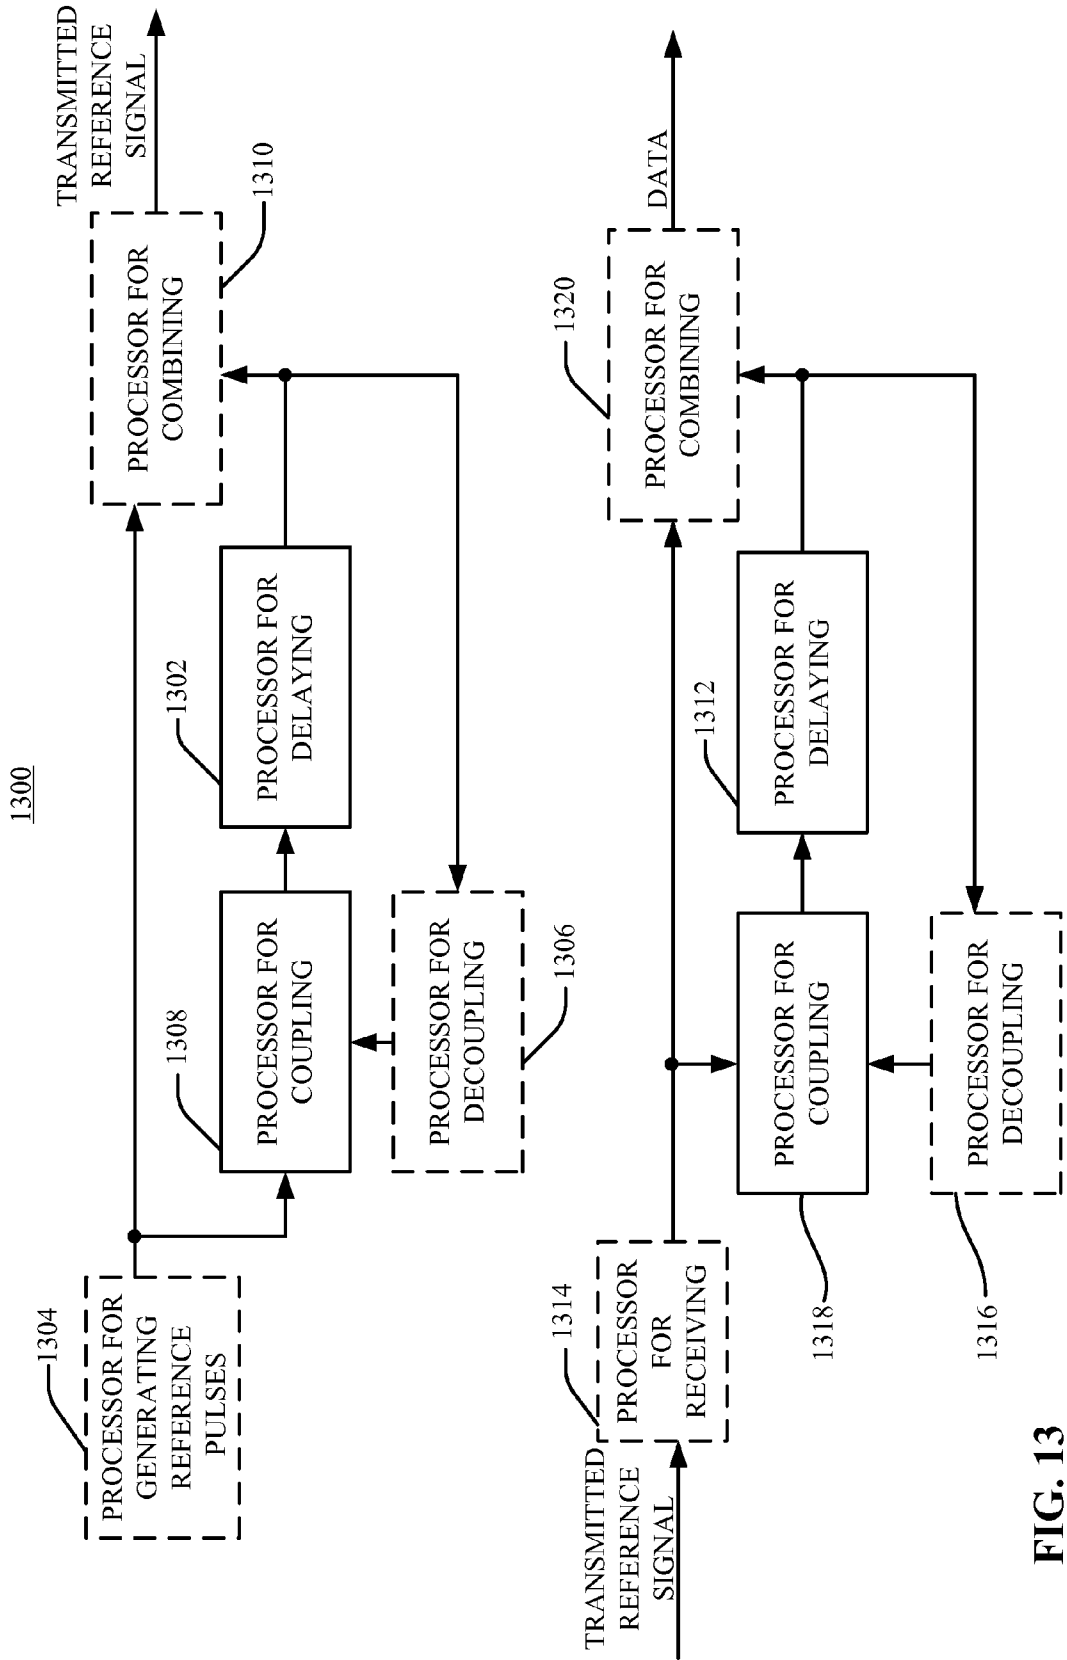 1300
1304
PROCESSOR FOR
GENERATING
REFERENCE
PULSES
1308
PROCESSOR FOR
COUPLING
1302
PROCESSOR FOR
DELAYING
PROCESSOR FOR
DECOUPLING
1306
PROCESSOR FOR
COMBINING
1310
TRANSMITTED
REFERENCE
SIGNAL
TRANSMITTED
REFERENCE
SIGNAL
1314
PROCESSOR
FOR
RECEIVING
PROCESSOR FOR
COUPLING
1318
1312
PROCESSOR FOR
DELAYING
PROCESSOR FOR
DECOUPLING
1316
1320
PROCESSOR FOR
COMBINING
DATA
FIG. 13